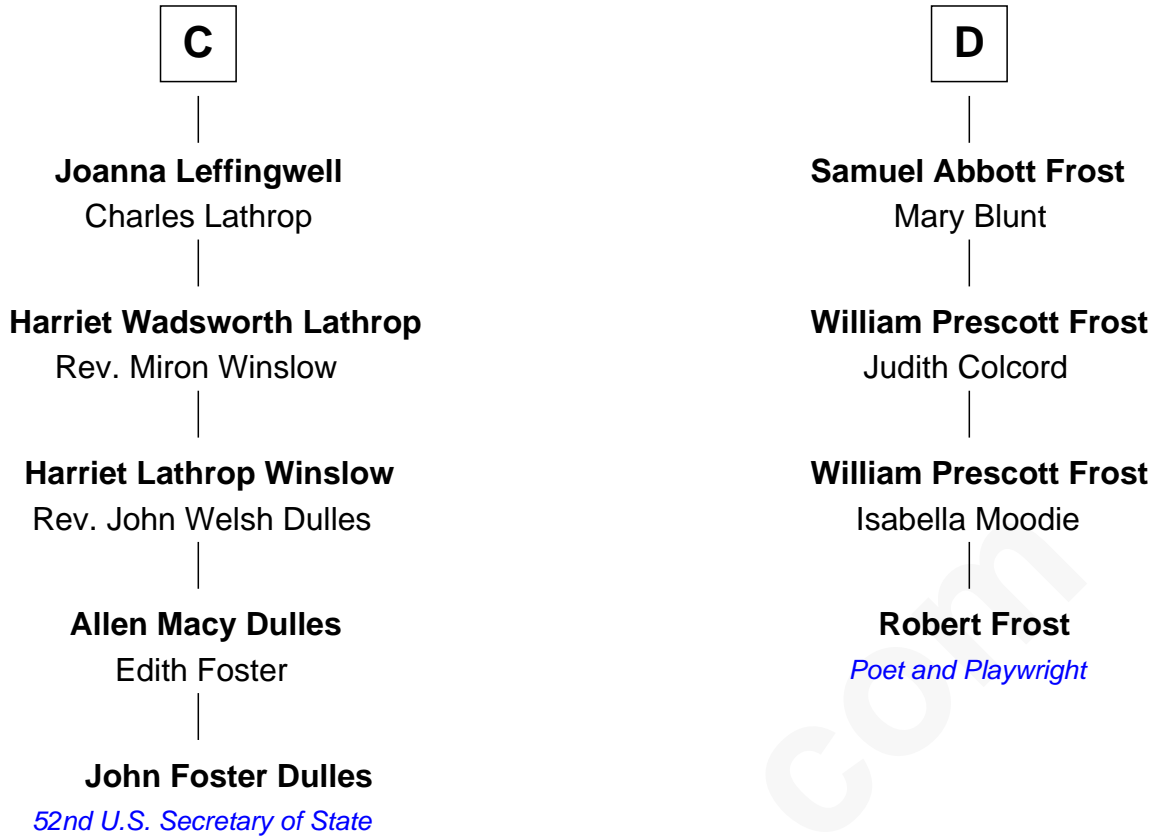 C
Joanna Leffingwell
Charles Lathrop
Harriet Wadsworth Lathrop
Rev. Miron Winslow
Harriet Lathrop Winslow
Rev. John Welsh Dulles
Allen Macy Dulles
Edith Foster
John Foster Dulles
52nd U.S. Secretary of State
D
Samuel Abbott Frost
Mary Blunt
William Prescott Frost
Judith Colcord
William Prescott Frost
Isabella Moodie
Robert Frost
Poet and Playwright
com